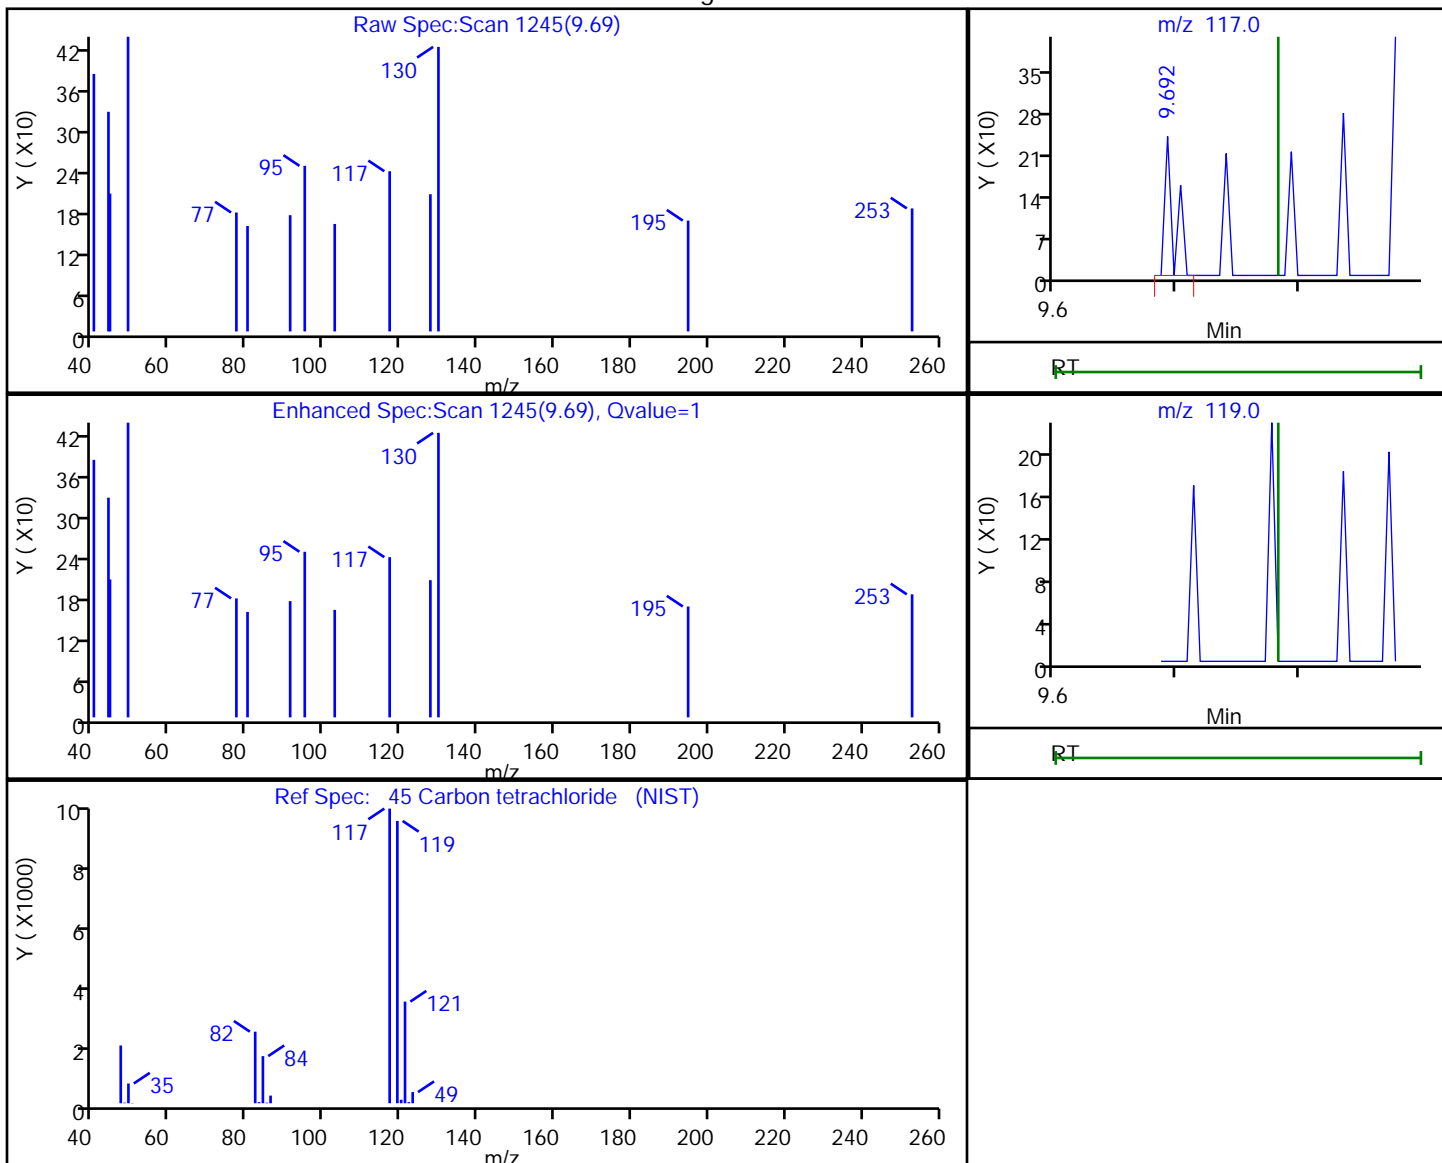 Raw Spec:Scan 1245(9.69)
Y ( X10)
42
36
30
24
18
12
6
0
130
95
117
77
195
253
40 60 80 100 120 140 160 180 200 220 240 260
m/z
m/z 117.0
Y ( X10)
35
28
21
14
7
0
9.692
9.6
Min
RT
Enhanced Spec:Scan 1245(9.69), Qvalue=1
Y ( X10)
42
36
30
24
18
12
6
0
130
95
117
77
195
253
40 60 80 100 120 140 160 180 200 220 240 260
m/z
m/z 119.0
Y ( X10)
20
16
12
8
4
0
9.6
Min
RT
Ref Spec: 45 Carbon tetrachloride (NIST)
Y ( X1000)
10
8
6
4
2
0
117
119
121
82
84
35
49
40 60 80 100 120 140 160 180 200 220 240 260
m/z